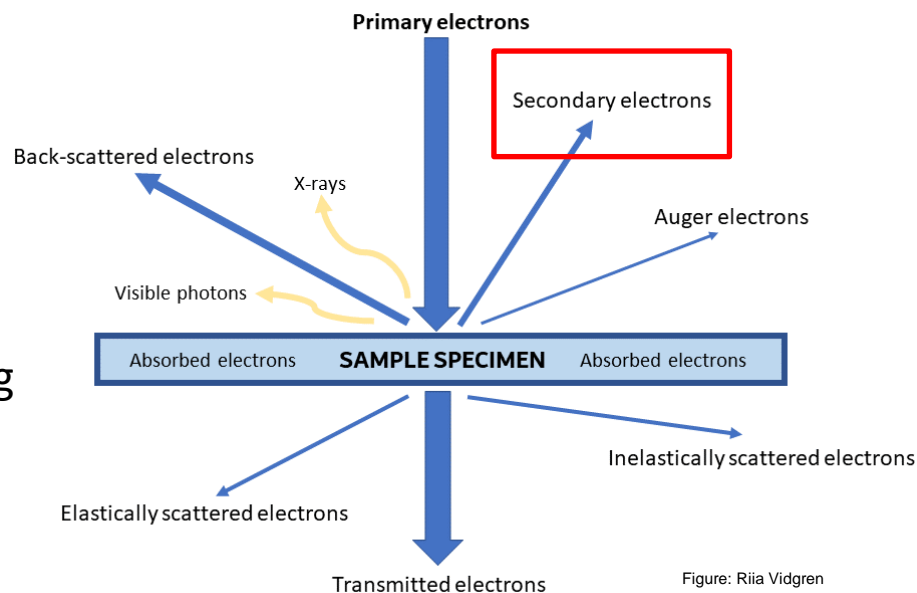 Primary electrons
Secondary electrons
Back-scattered electrons
X-rays
Auger electrons
Visible photons
Absorbed electrons SAMPLE SPECIMEN Absorbed electrons
g
Inelastically scattered electrons
Elastically scattered electrons
Transmitted electrons
Figure: Riia Vidgren